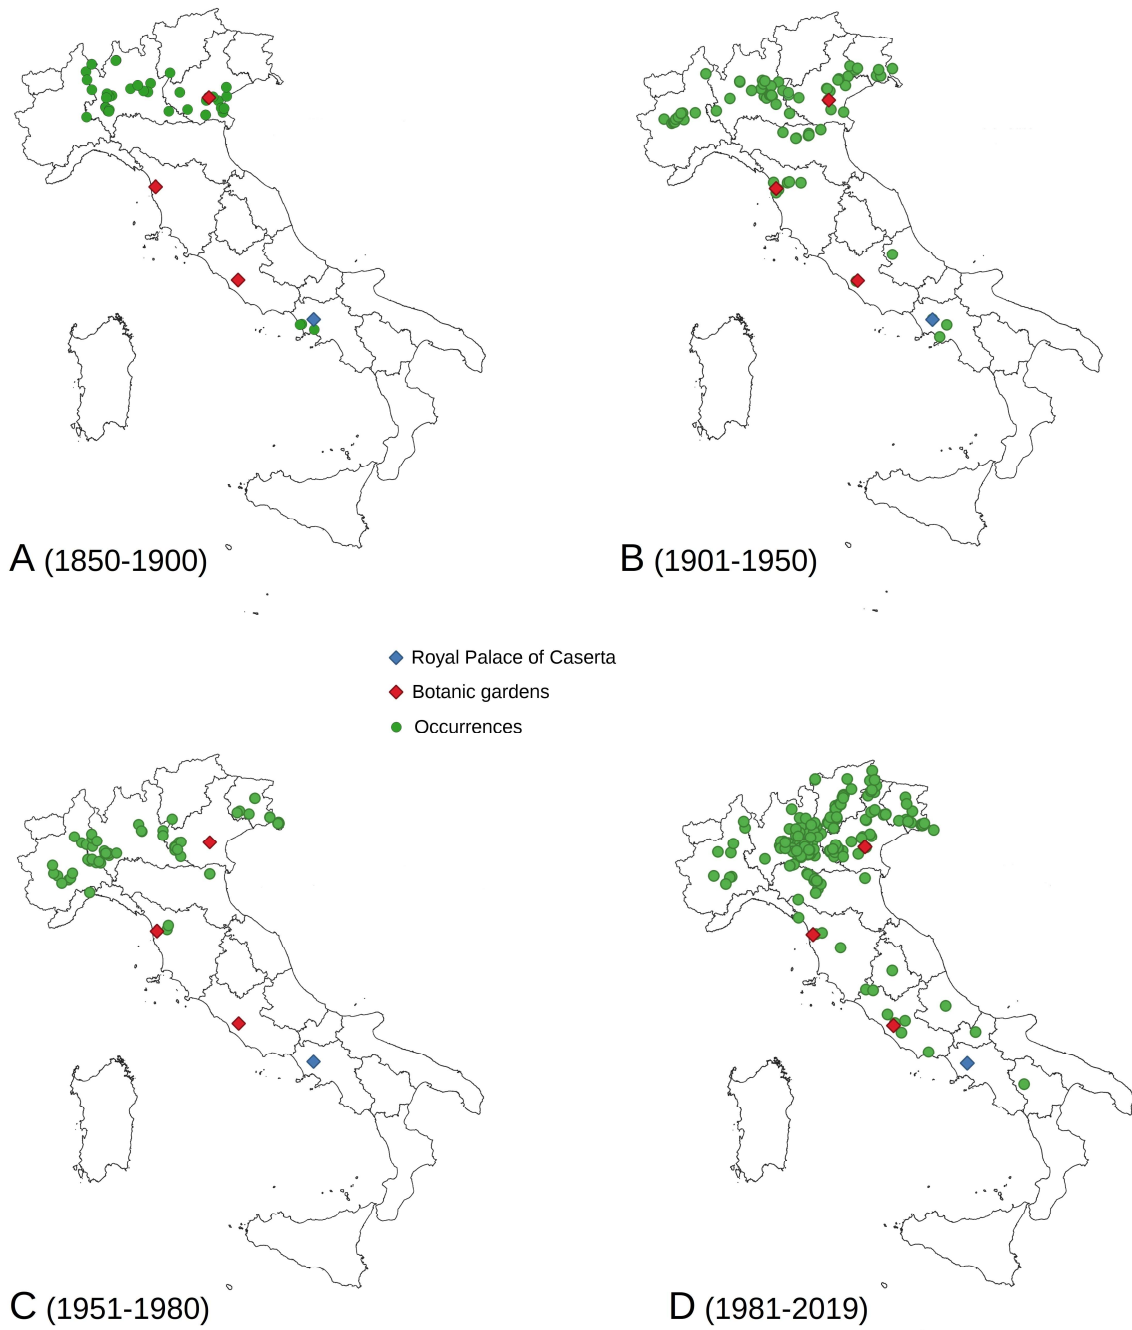 A (1850-1900)
B (1901-1950)
Royal Palace of Caserta
Botanic gardens
Occurrences
C (1951-1980)
D (1981-2019)